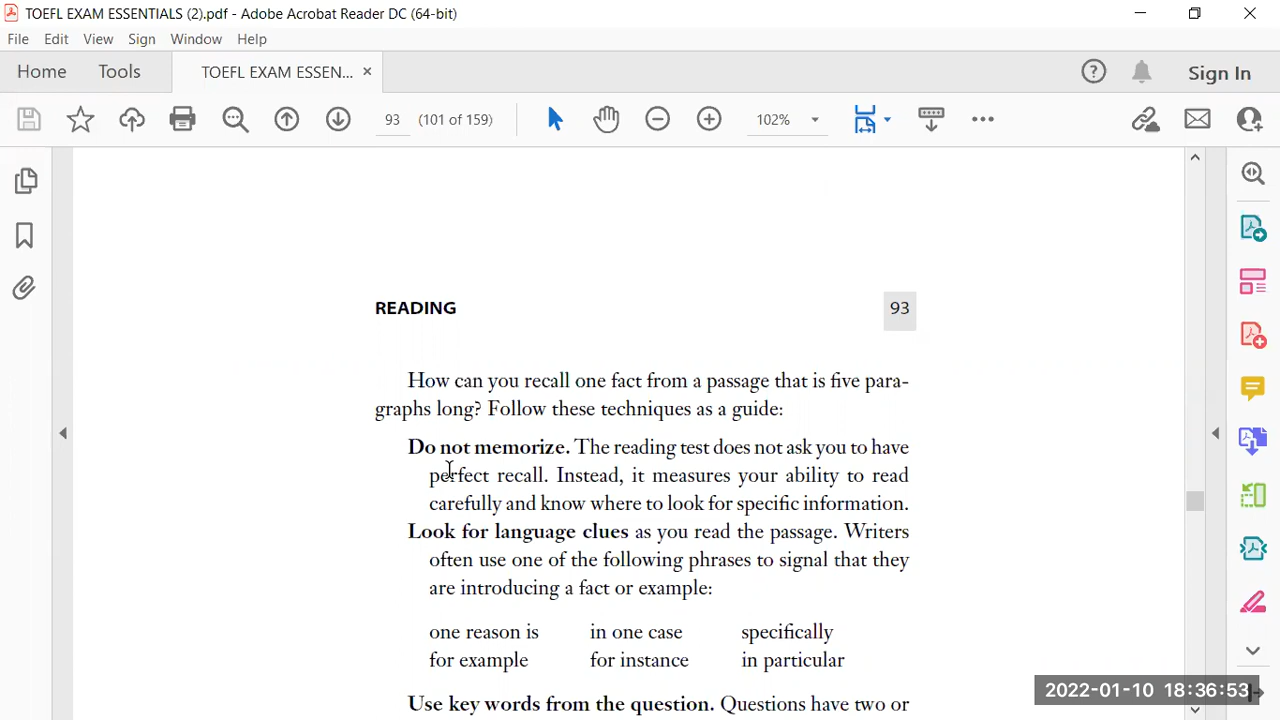 TOEFL EXAM ESSENTIALS (2).pdf - Adobe Acrobat Reader DC (64-bit)
File Edit View Sign Window Help
Home Tools TOEFL EXAM ESSEN... × Sign In
93 (101 of 159) 102%
READING 93
How can you recall one fact from a passage that is five para-
graphs long? Follow these techniques as a guide:
Do not memorize. The reading test does not ask you to have
perfect recall. Instead, it measures your ability to read
carefully and know where to look for specific information.
Look for language clues as you read the passage. Writers
often use one of the following phrases to signal that they
are introducing a fact or example:
one reason is in one case specifically
for example for instance in particular
Use key words from the question. Questions have two or
2022-01-10 18:36:53